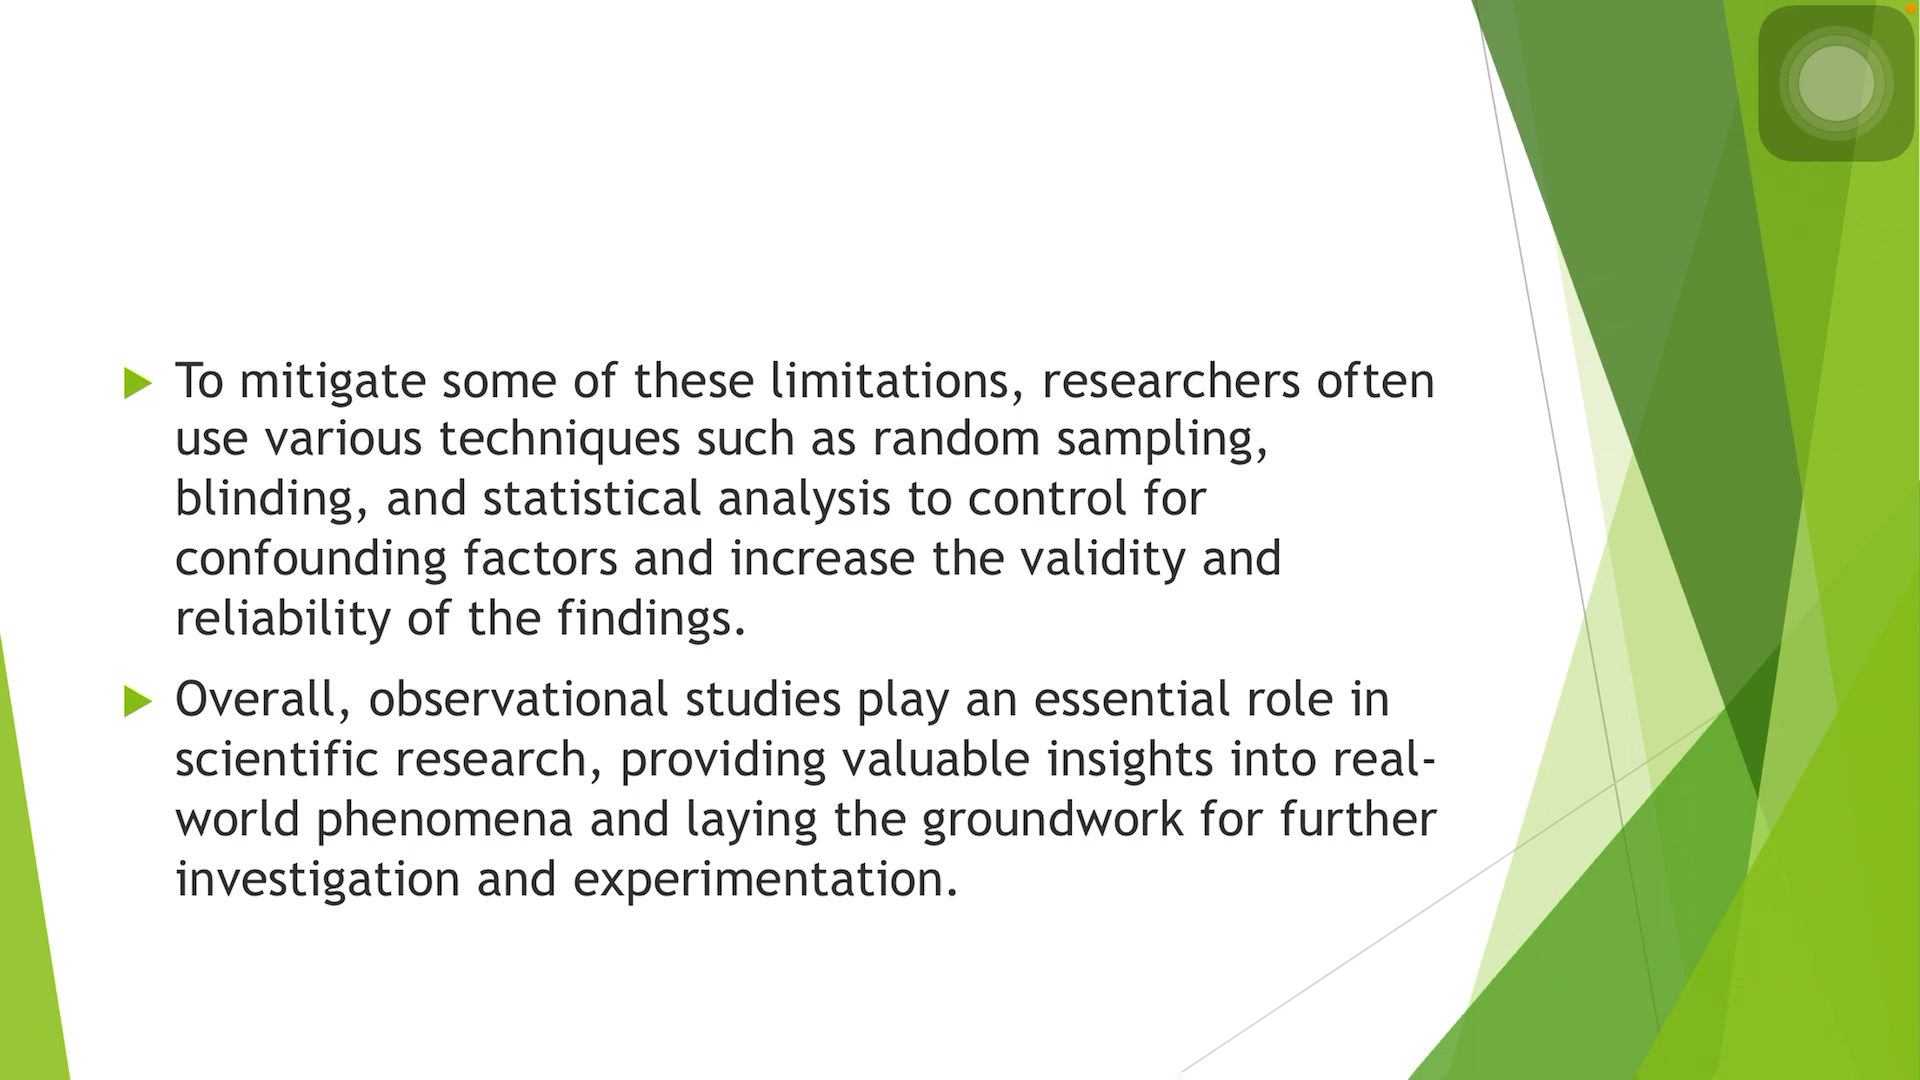 To mitigate some of these limitations, researchers often
use various techniques such as random sampling,
blinding, and statistical analysis to control for
confounding factors and increase the validity and
reliability of the findings.
Overall, observational studies play an essential role in
scientific research, providing valuable insights into real-
world phenomena and laying the groundwork for further
investigation and experimentation.